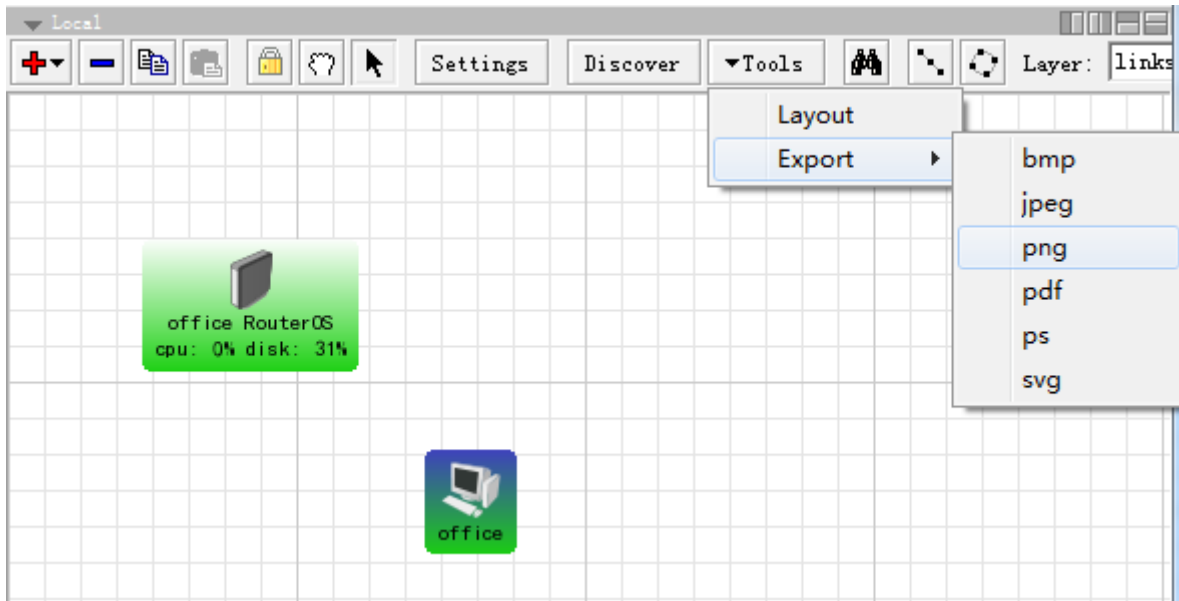 Local
Settings Discover Tools Layer: links
Layout
Export
bmp
jpeg
png
pdf
ps
svg
office RouterOS
cpu: 0% disk: 31%
office